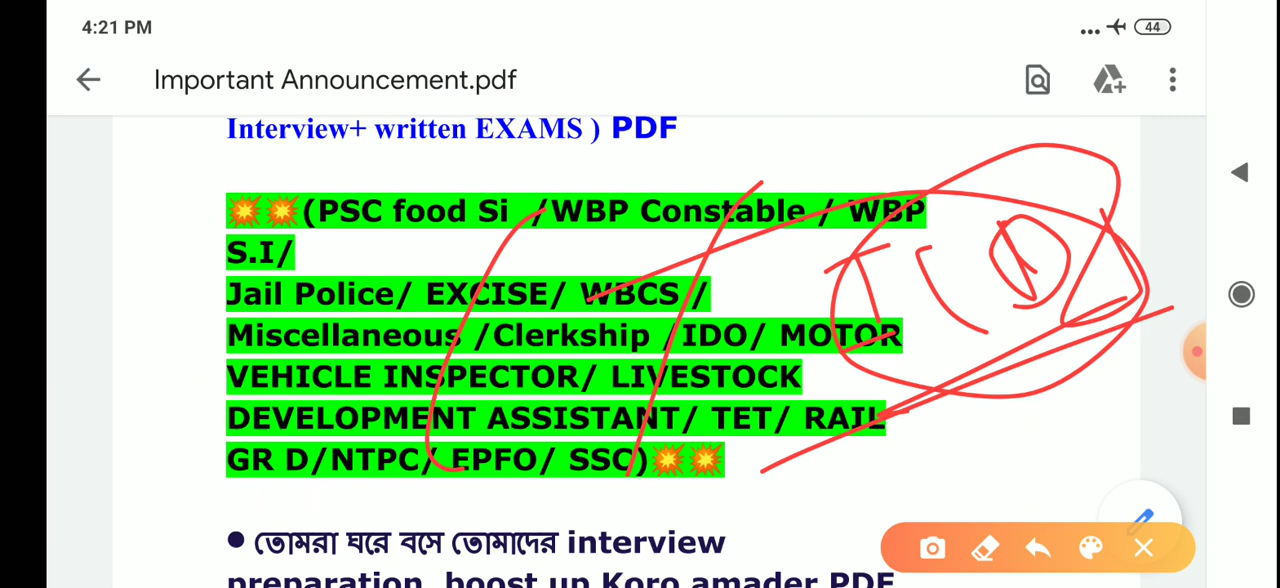 4:21 PM
44
Important Announcement.pdf
Interview+ written EXAMS ) PDF
💥💥(PSC food Si /WBP Constable / WBP
S.I/
Jail Police/ EXCISE/ WBCS /
Miscellaneous /Clerkship /IDO/ MOTOR
VEHICLE INSPECTOR/ LIVESTOCK
DEVELOPMENT ASSISTANT/ TET/ RAIL
GR D/NTPC/ EPFO/ SSC)💥💥
● তোমরা ঘরে বসে তোমাদের interview
preparation boost up Koro amader PDF